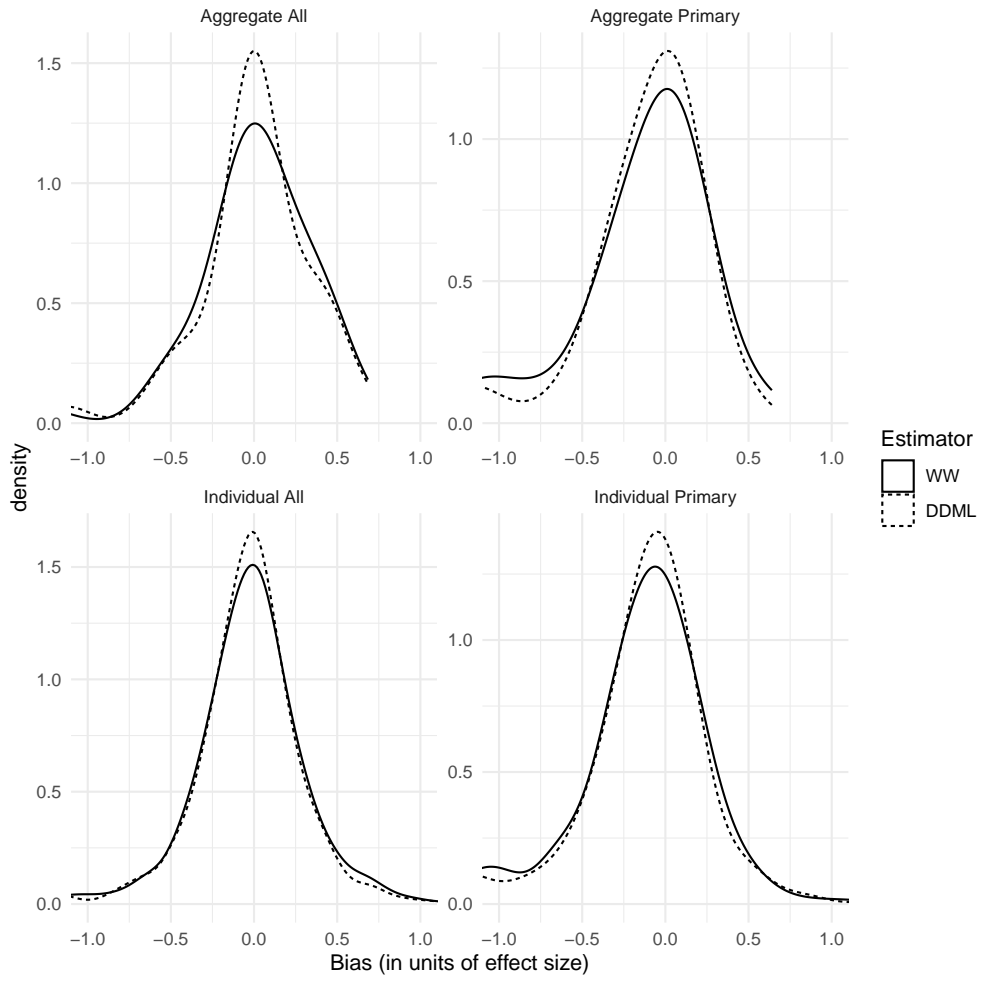 Aggregate All
Aggregate Primary
1.5
1.0
0.5
0.0
1.0
0.5
0.0
−1.0 −0.5 0.0 0.5 1.0
−1.0 −0.5 0.0 0.5 1.0
density
Individual All
Individual Primary
1.5
1.0
0.5
0.0
1.0
0.5
0.0
−1.0 −0.5 0.0 0.5 1.0
−1.0 −0.5 0.0 0.5 1.0
Bias (in units of effect size)
Estimator
WW
DDML